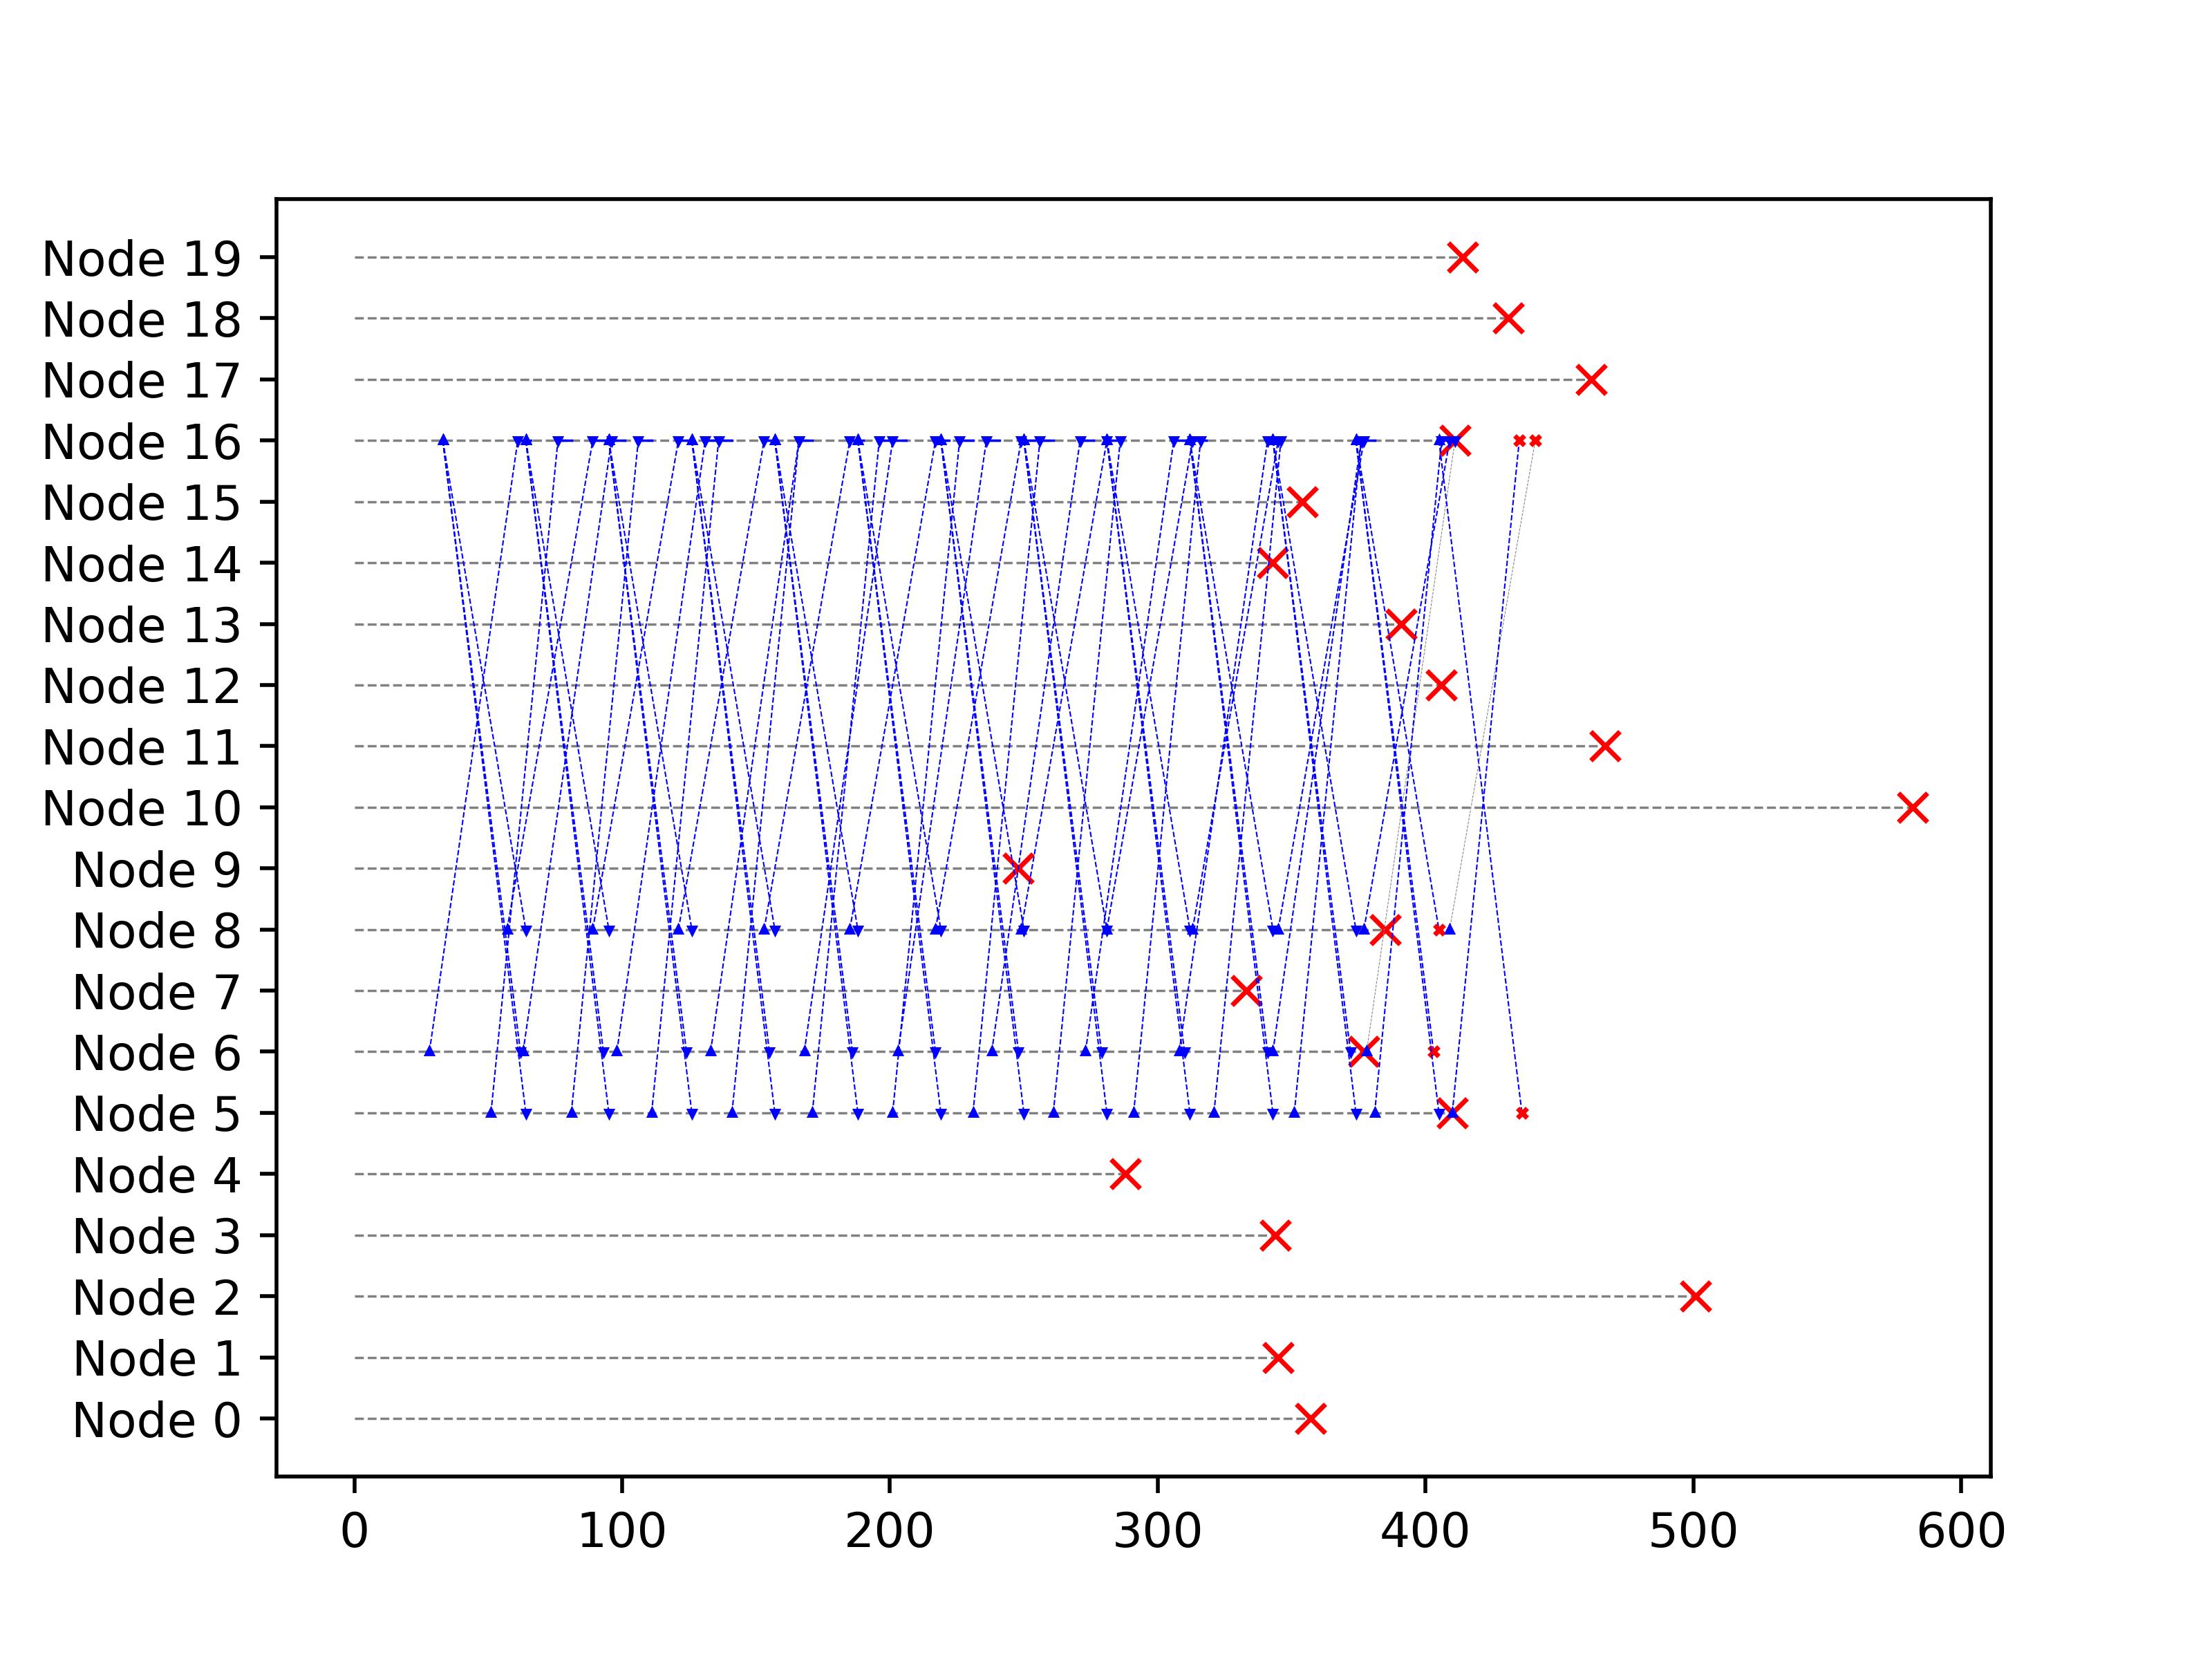 Node 19
Node 18
Node 17
Node 16
Node 15
Node 14
Node 13
Node 12
Node 11
Node 10
Node 9
Node 8
Node 7
Node 6
Node 5
Node 4
Node 3
Node 2
Node 1
Node 0
0 100 200 300 400 500 600